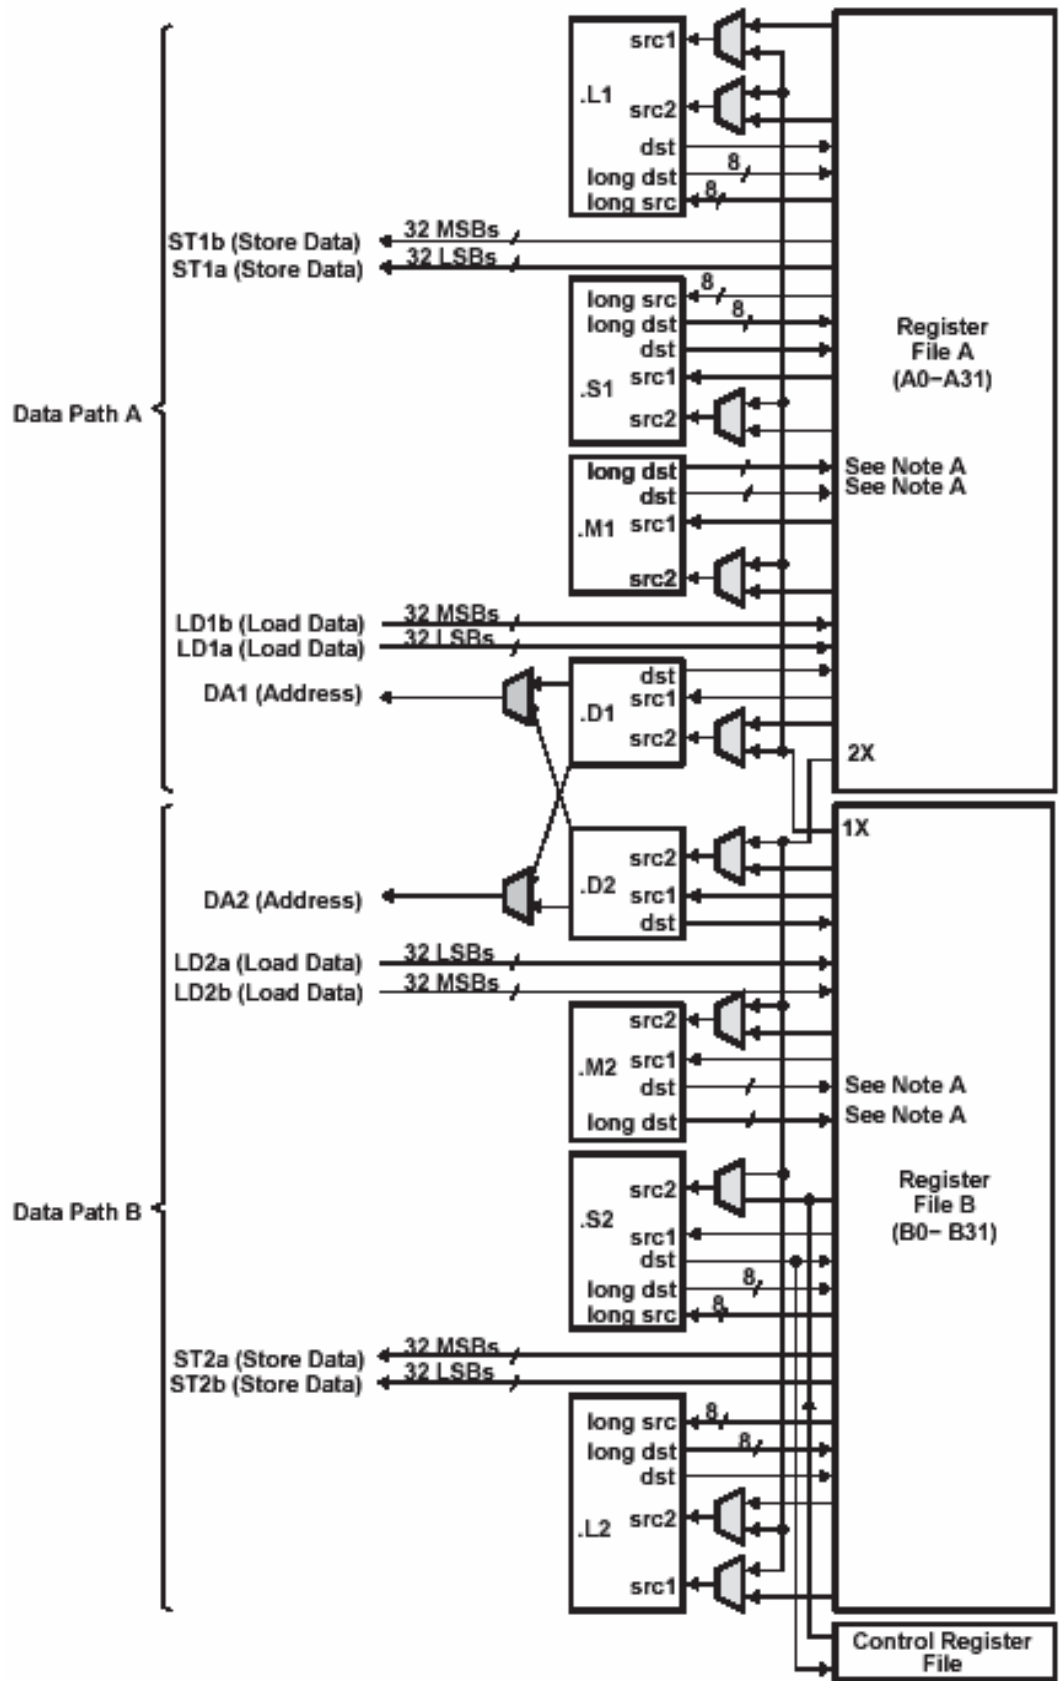 src1
.L1
src2
dst
8
long dst
8
long src
32 MSBs
ST1b (Store Data)
32 LSBs
ST1a (Store Data)
8
long src
8
long dst
dst
Register
File A
(A0−A31)
src1
.S1
src2
Data Path A
long dst
See Note A
dst
See Note A
.M1
src1
src2
32 MSBs
LD1b (Load Data)
32 LSBs
LD1a (Load Data)
dst
DA1 (Address)
src1
.D1
src2
2X
1X
src2
.D2
src1
DA2 (Address)
dst
32 LSBs
LD2a (Load Data)
32 MSBs
LD2b (Load Data)
src2
.M2
src1
dst
See Note A
long dst
See Note A
src2
Register
File B
(B0− B31)
Data Path B
.S2
src1
dst
8
long dst
8
long src
32 MSBs
ST2a (Store Data)
32 LSBs
ST2b (Store Data)
8
long src
8
long dst
dst
src2
.L2
src1
Control Register
File